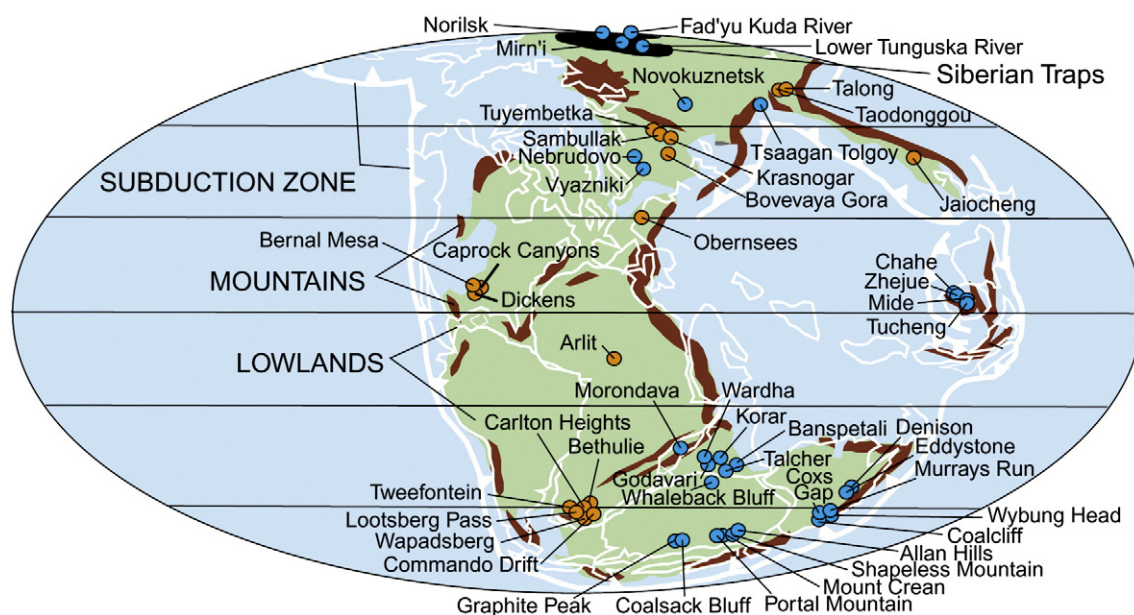 Norilsk
Fad'yu Kuda River
Mirn'i
Lower Tunguska River
Siberian Traps
Novokuznetsk
Talong
Taodonggou
Tuyembetka
Sambullak
Nebrudovo
Vyazniki
Tsaagan Tolgoy
Krasnogar
Bovevaya Gora
Jaiocheng
SUBDUCTION ZONE
Obernsees
Bernal Mesa
Caprock Canyons
MOUNTAINS
Dickens
Chahe
Zhejue
Mide
Tucheng
LOWLANDS
Arlit
Morondava
Wardha
Carlton Heights
Korar
Bethulie
Banspetali
Denison
Eddystone
Talcher
Murrays Run
Godavari
Coxs
Gap
Whaleback Bluff
Tweefontein
Lootsberg Pass
Wapadsberg
Commando Drift
Wybung Head
Coalcliff
Allan Hills
Shapeless Mountain
Mount Crean
Portal Mountain
Graphite Peak
Coalsack Bluff